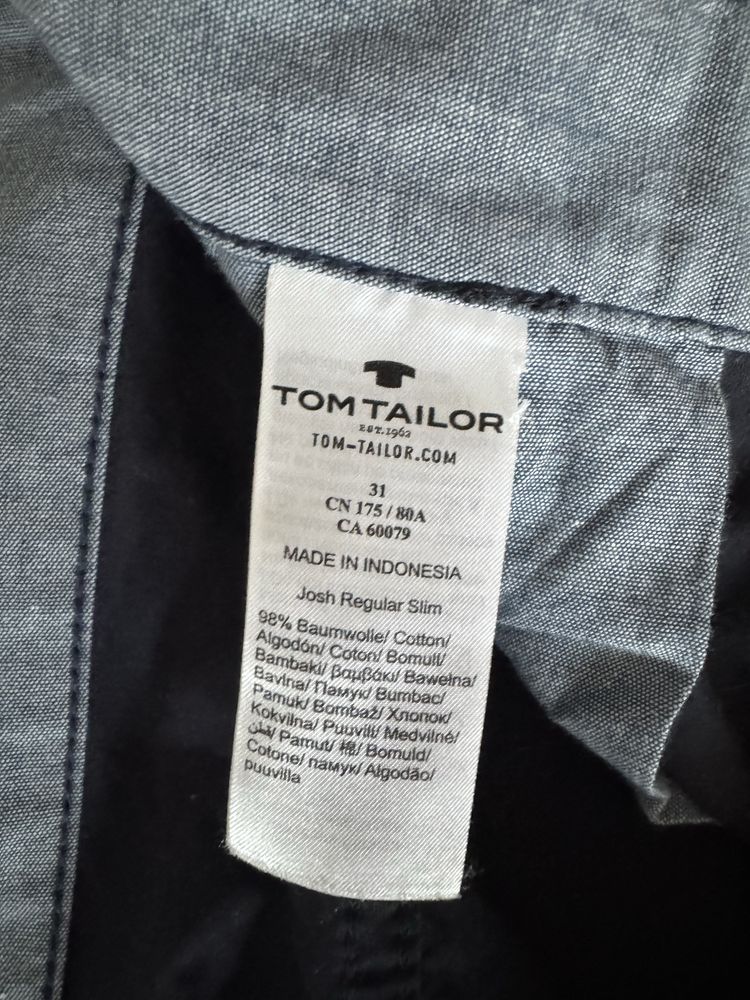 TOM TAILOR
EST.1962
TOM-TAILOR.COM
31
CN 175 / 80A
CA 60079
MADE IN INDONESIA
Josh Regular Slim
98% Baumwolle/ Cotton/
Algodón/ Coton/ Bomull/
Bambaki/ βαμβάκι/ Bawełna/
Bavlna/ Памук/ Bumbac/
Pamuk/ Bombaž/ Хлопок/
Kokvilna/ Puuvill/ Medvilnė/
قطن/ Pamut/ 棉/ Bomuld/
Cotone/ памук/ Algodão/
puuvilla